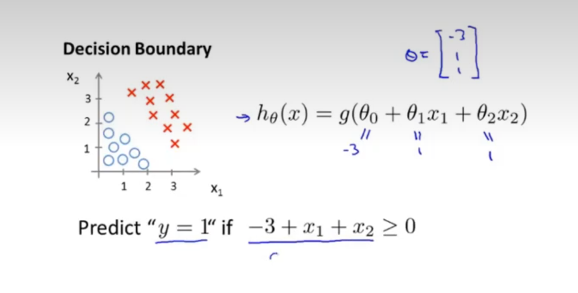 Decision Boundary
θ = [-3 1 1]
x₂
3
2
1
1 2 3
x₁
→ hθ(x) = g(θ₀ + θ₁x₁ + θ₂x₂)
-3 1 1
Predict “y = 1“ if -3 + x₁ + x₂ ≥ 0